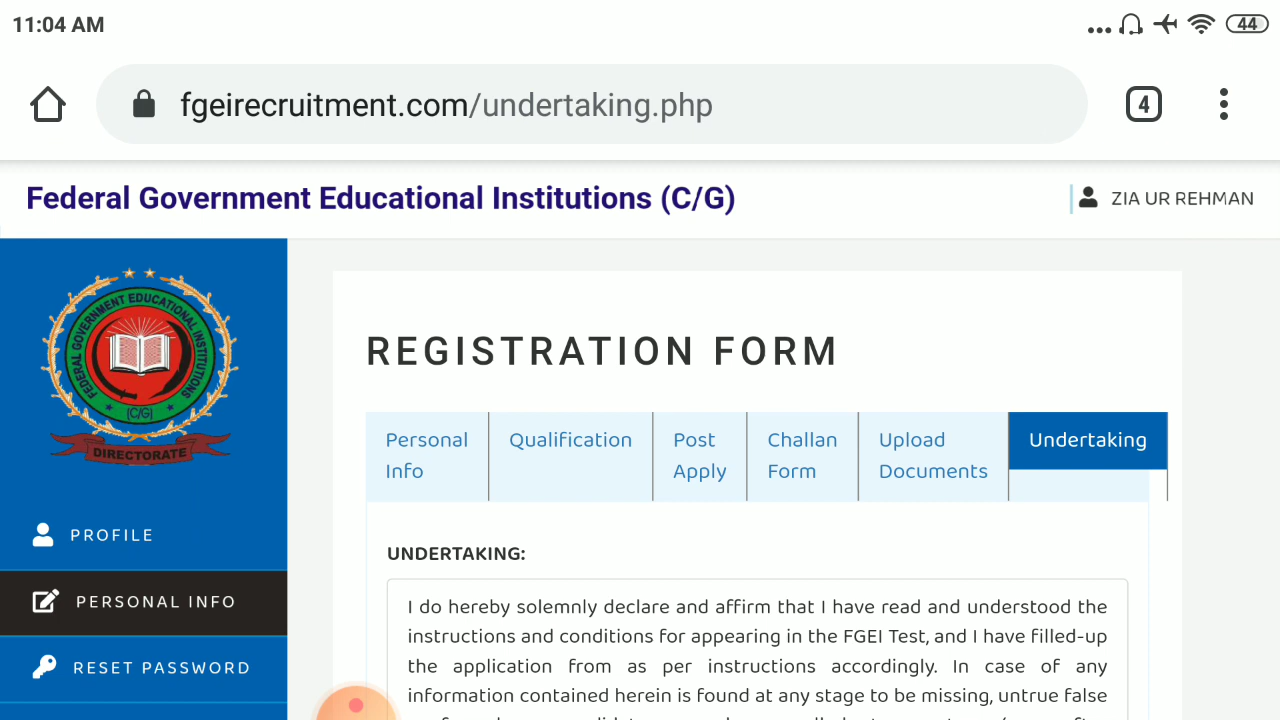 11:04 AM
44
fgeirecruitment.com/undertaking.php
4
Federal Government Educational Institutions (C/G)
ZIA UR REHMAN
FEDERAL GOVERNMENT EDUCATIONAL INSTITUTIONS
(C/G)
DIRECTORATE
PROFILE
PERSONAL INFO
RESET PASSWORD
REGISTRATION FORM
Personal
Info
Qualification
Post
Apply
Challan
Form
Upload
Documents
Undertaking
UNDERTAKING:
I do hereby solemnly declare and affirm that I have read and understood the
instructions and conditions for appearing in the FGEI Test, and I have filled-up
the application from as per instructions accordingly. In case of any
information contained herein is found at any stage to be missing, untrue false